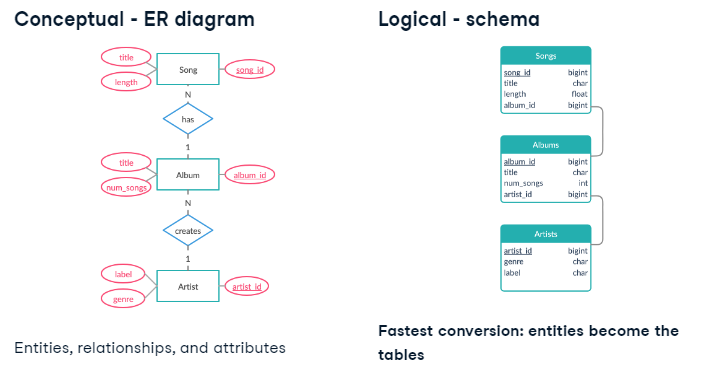 Conceptual - ER diagram
title
length
Song
song_id
N
has
1
title
num_songs
Album
album_id
N
creates
1
label
genre
Artist
artist_id
Entities, relationships, and attributes
Logical - schema
Songs
song_id bigint
title char
length float
album_id bigint
Albums
album_id bigint
title char
num_songs int
artist_id bigint
Artists
artist_id bigint
genre char
label char
Fastest conversion: entities become the
tables